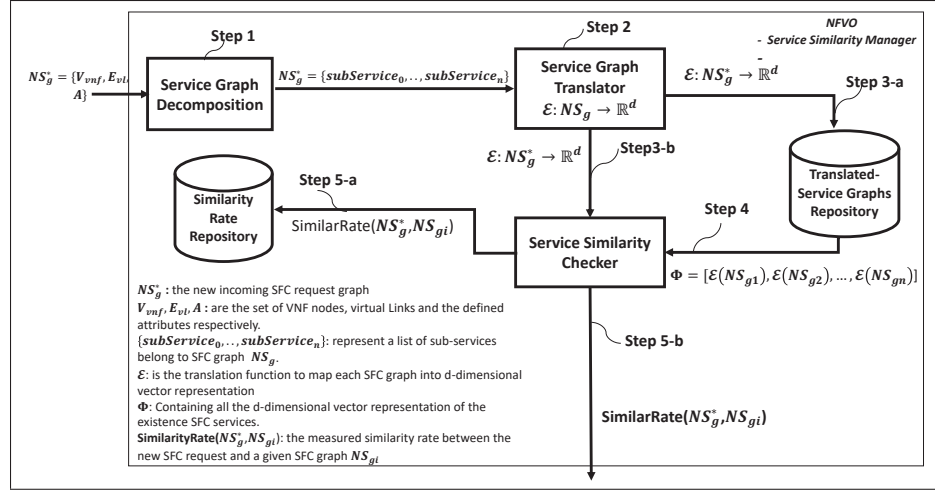 NFVO
- Service Similarity Manager
-
Step 1
Step 2
NS*g = {Vvnf, Evl,
A}
Service Graph
Decomposition
NS*g = {subService0,..,subServicen}
Service Graph
Translator
ℰ: NSg → ℝd
ℰ: NS*g → ℝd
Step 3-a
ℰ: NS*g → ℝd
Step3-b
Translated-
Service Graphs
Repository
Similarity
Rate
Repository
Step 5-a
SimilarRate(NS*g,NSgi)
Service Similarity
Checker
Step 4
Φ = [ℰ(NSg1), ℰ(NSg2), ..., ℰ(NSgn)]
NS*g : the new incoming SFC request graph
Vvnf, Evl, A : are the set of VNF nodes, virtual Links and the defined
attributes respectively.
{subService0,..,subServicen}: represent a list of sub-services
belong to SFC graph NSg.
ℰ: is the translation function to map each SFC graph into d-dimensional
vector representation
Φ: Containing all the d-dimensional vector representation of the
existence SFC services.
SimilarityRate(NS*g,NSgi): the measured similarity rate between the
new SFC request and a given SFC graph NSgi
Step 5-b
SimilarRate(NS*g,NSgi)